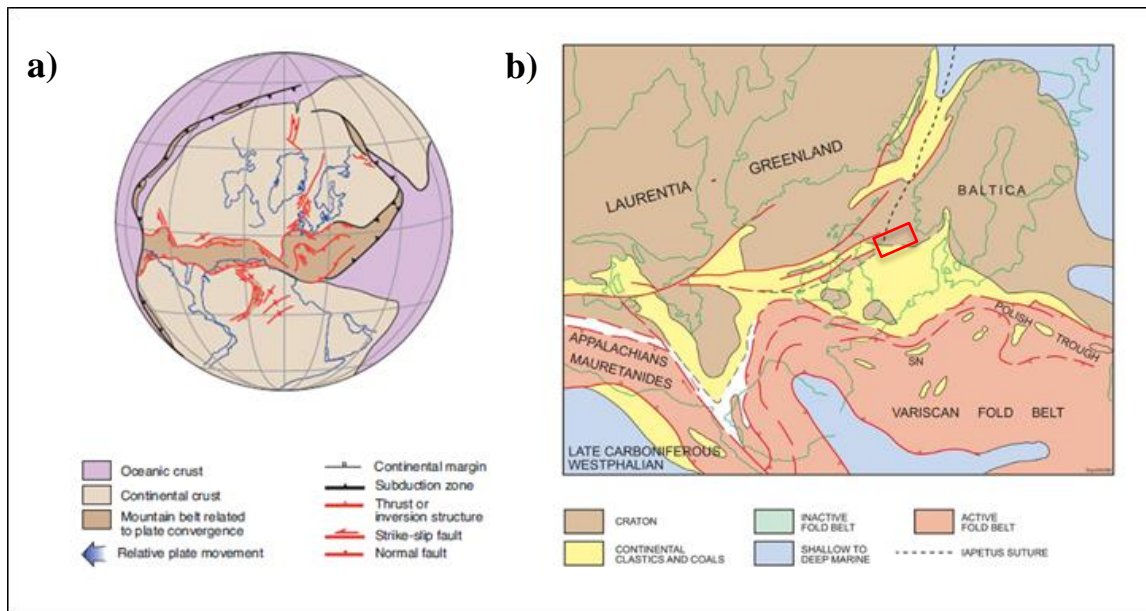 a)
b)
LAURENTIA - GREENLAND
BALTICA
APPALACHIANS
MAURETANIDES
POLISH TROUGH
SN
VARISCAN FOLD BELT
LATE CARBONIFEROUS
WESTPHALIAN
Oceanic crust
Continental crust
Mountain belt related
to plate convergence
Relative plate movement
Continental margin
Subduction zone
Thrust or
inversion structure
Strike-slip fault
Normal fault
CRATON
CONTINENTAL
CLASTICS AND COALS
INACTIVE
FOLD BELT
SHALLOW TO
DEEP MARINE
ACTIVE
FOLD BELT
IAPETUS SUTURE